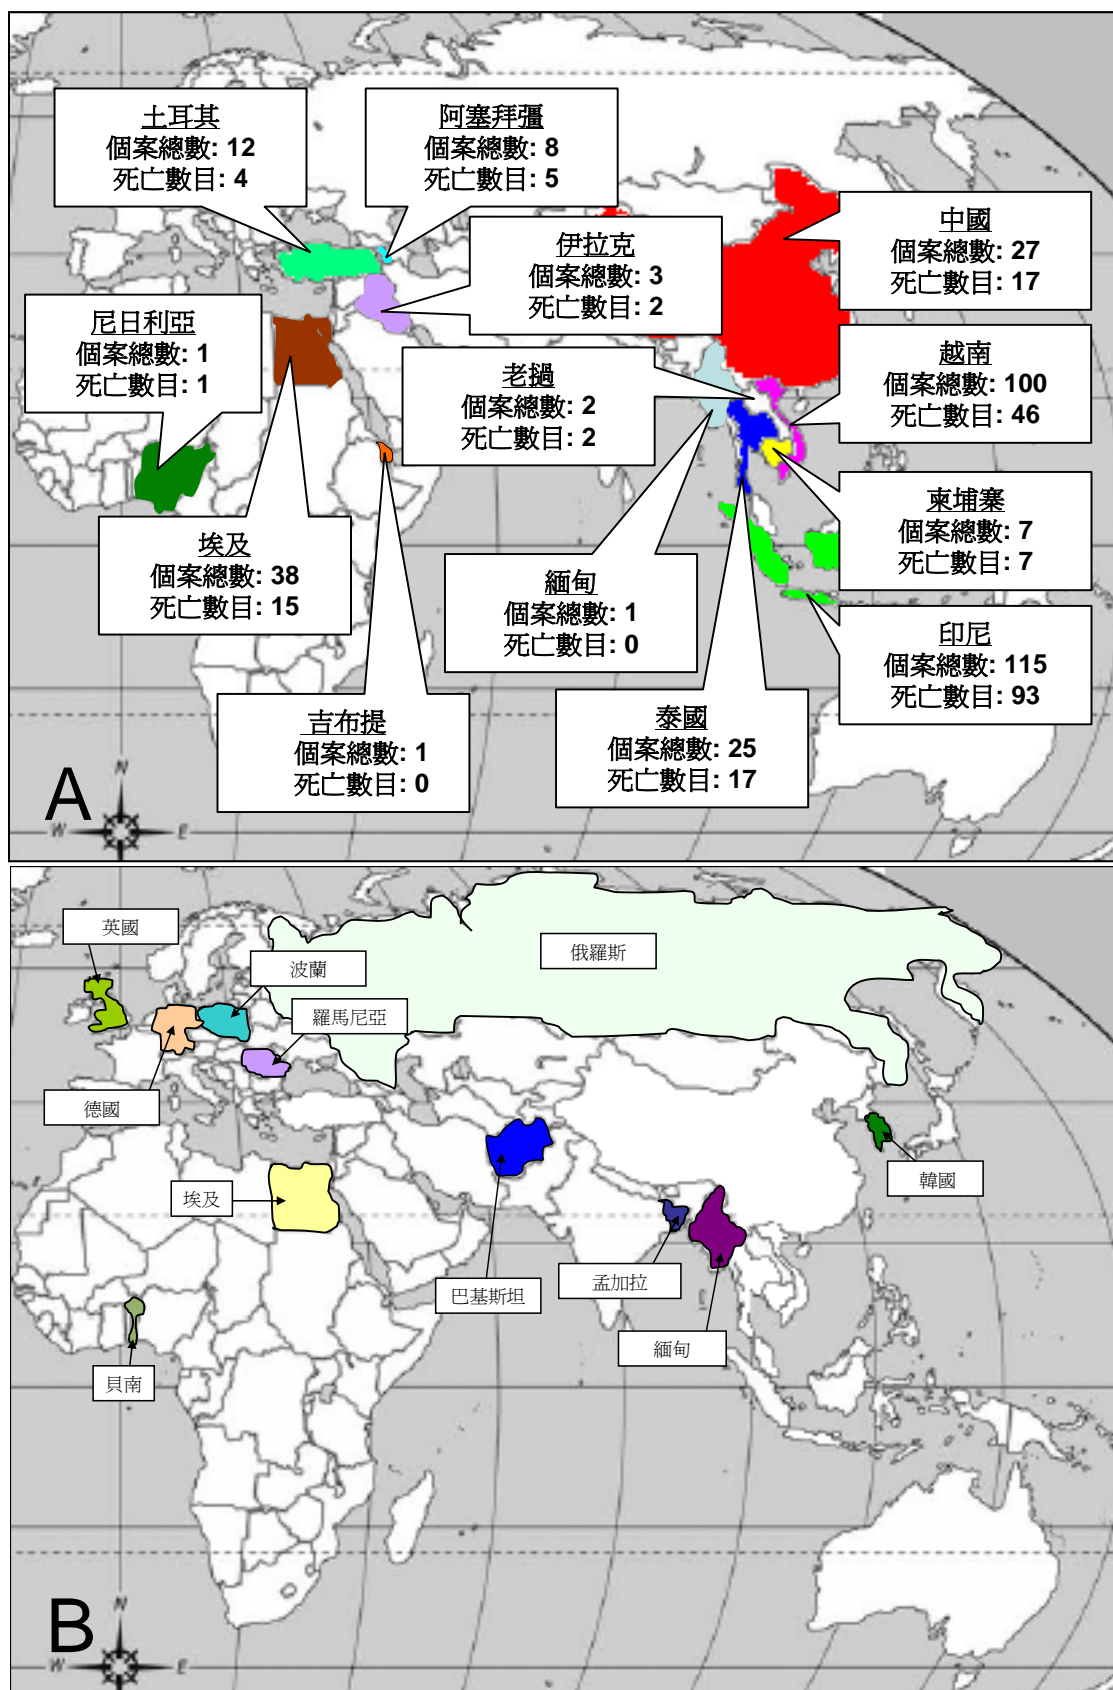 土耳其
個案總數: 12
死亡數目: 4
阿塞拜彊
個案總數: 8
死亡數目: 5
伊拉克
個案總數: 3
死亡數目: 2
中國
個案總數: 27
死亡數目: 17
尼日利亞
個案總數: 1
死亡數目: 1
老撾
個案總數: 2
死亡數目: 2
越南
個案總數: 100
死亡數目: 46
埃及
個案總數: 38
死亡數目: 15
緬甸
個案總數: 1
死亡數目: 0
柬埔寨
個案總數: 7
死亡數目: 7
印尼
個案總數: 115
死亡數目: 93
吉布提
個案總數: 1
死亡數目: 0
泰國
個案總數: 25
死亡數目: 17
A
N
W E
英國
波蘭
俄羅斯
羅馬尼亞
德國
埃及
韓國
巴基斯坦
孟加拉
緬甸
貝南
B
N
W E